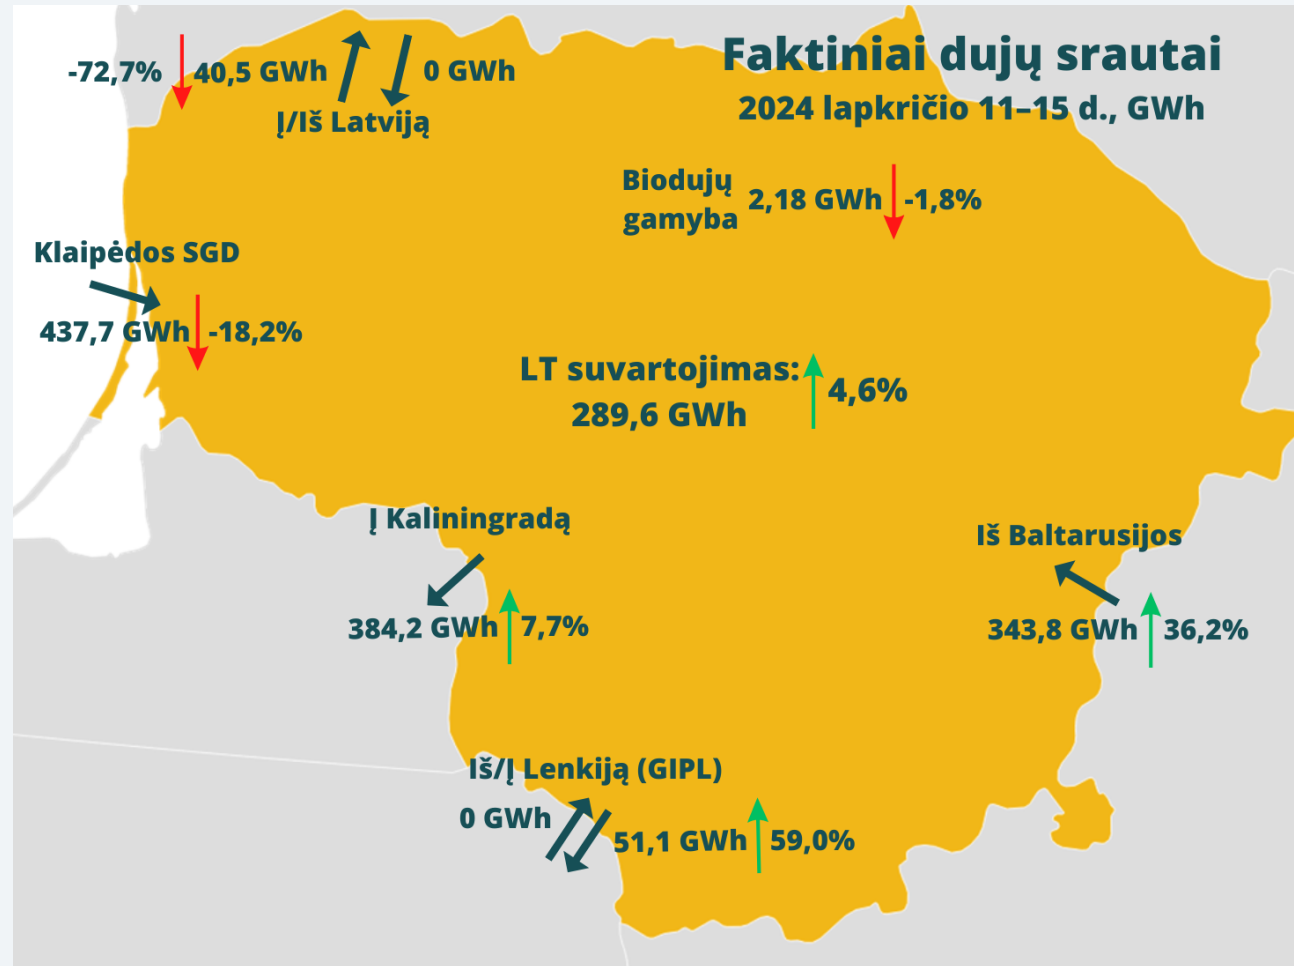 Faktiniai dujų srautai
2024 lapkričio 11–15 d., GWh
-72,7% 40,5 GWh 0 GWh
Į/Iš Latviją
Biodujų
gamyba
2,18 GWh -1,8%
Klaipėdos SGD
437,7 GWh -18,2%
LT suvartojimas:
289,6 GWh
4,6%
Į Kaliningradą
384,2 GWh 7,7%
Iš Baltarusijos
343,8 GWh 36,2%
Iš/Į Lenkiją (GIPL)
0 GWh
51,1 GWh 59,0%